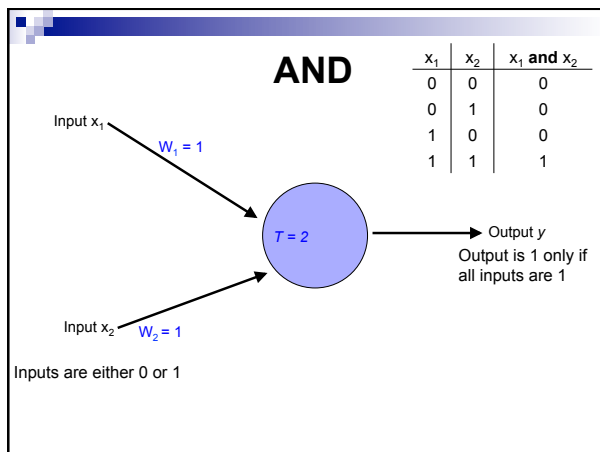 AND
x₁ x₂ x₁ and x₂
0 0 0
0 1 0
1 0 0
1 1 1
Input x₁
W₁ = 1
T = 2
Output y
Output is 1 only if
all inputs are 1
Input x₂
W₂ = 1
Inputs are either 0 or 1